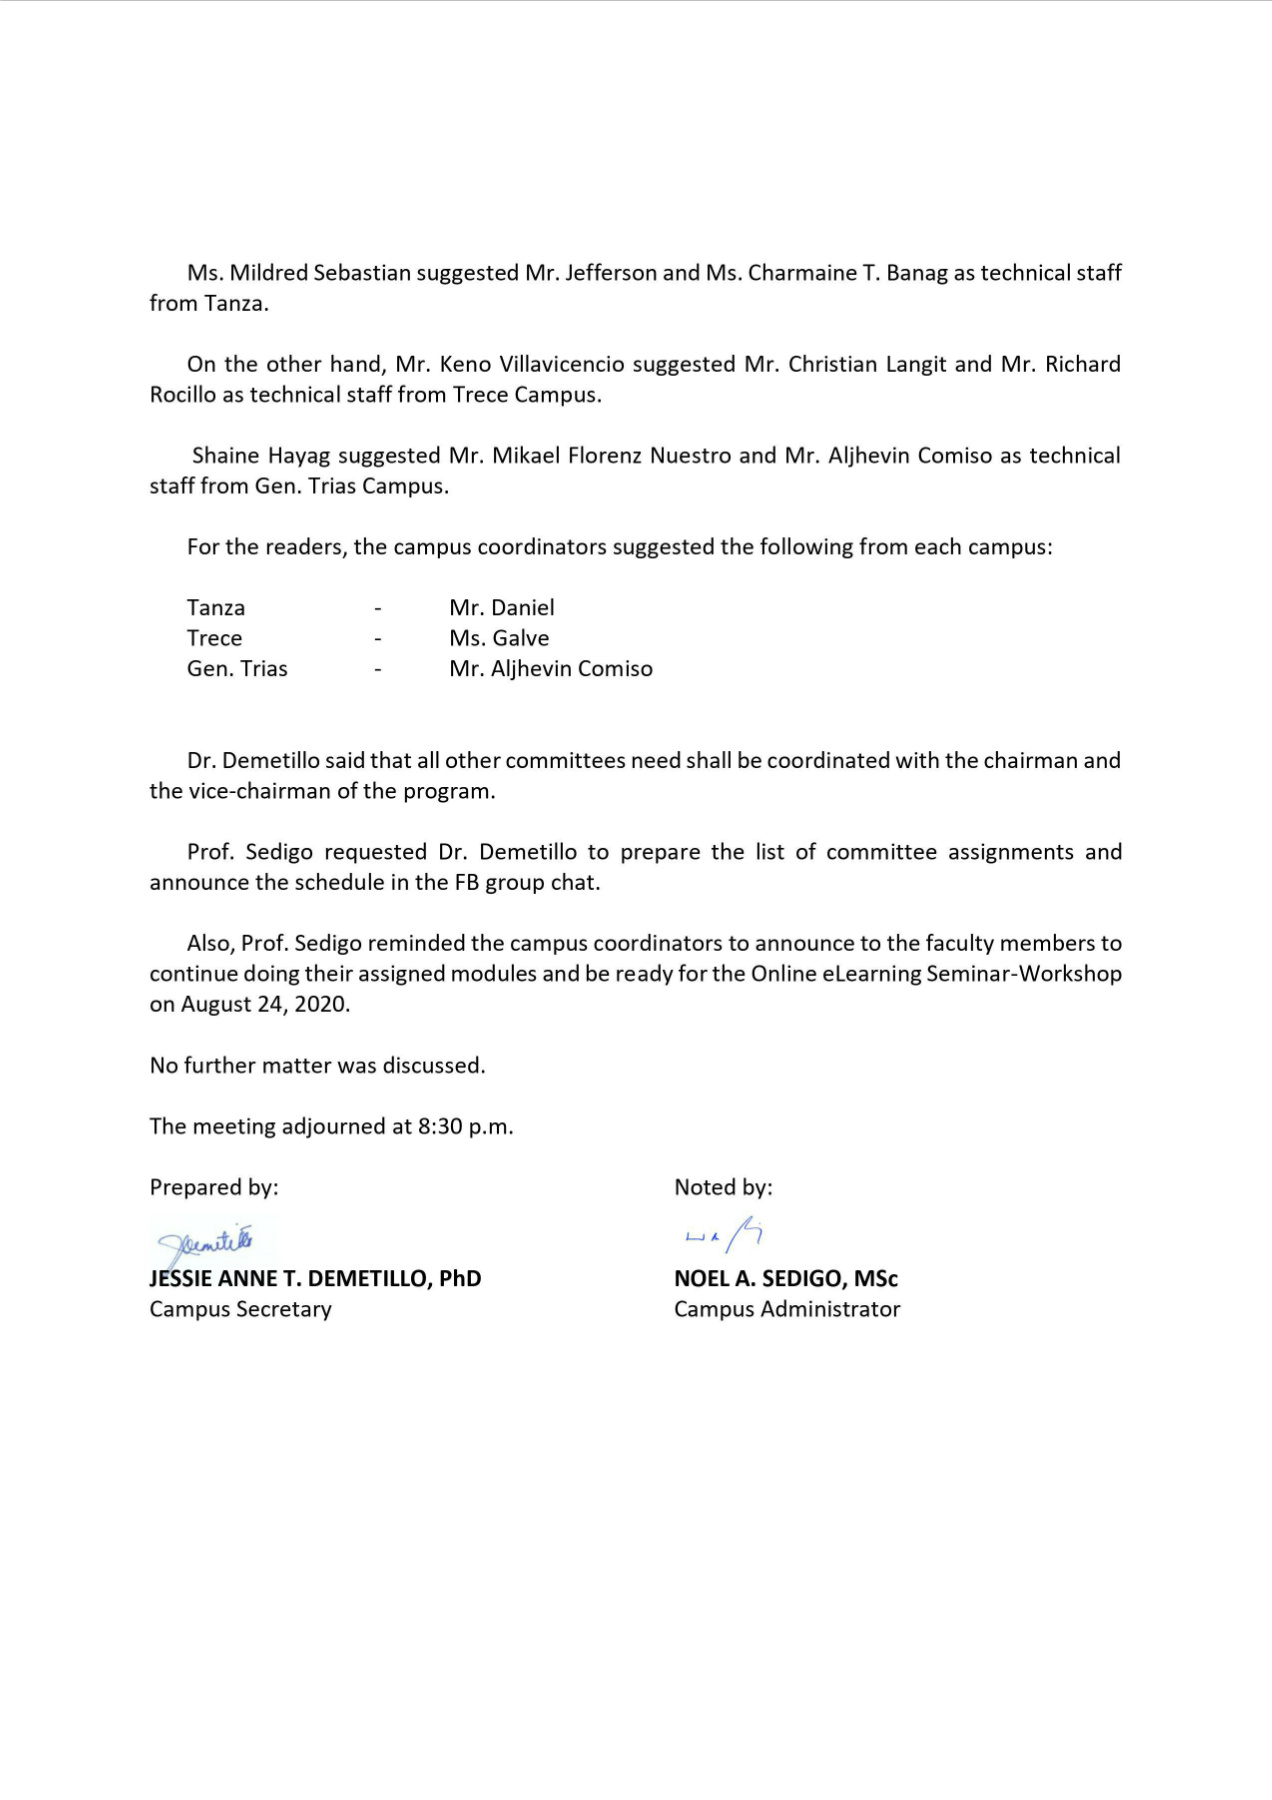 Ms. Mildred Sebastian suggested Mr. Jefferson and Ms. Charmaine T. Banag as technical staff
from Tanza.
On the other hand, Mr. Keno Villavicencio suggested Mr. Christian Langit and Mr. Richard
Rocillo as technical staff from Trece Campus.
Shaine Hayag suggested Mr. Mikael Florenz Nuestro and Mr. Aljhevin Comiso as technical
staff from Gen. Trias Campus.
For the readers, the campus coordinators suggested the following from each campus:
Tanza - Mr. Daniel
Trece - Ms. Galve
Gen. Trias - Mr. Aljhevin Comiso
Dr. Demetillo said that all other committees need shall be coordinated with the chairman and
the vice-chairman of the program.
Prof. Sedigo requested Dr. Demetillo to prepare the list of committee assignments and
announce the schedule in the FB group chat.
Also, Prof. Sedigo reminded the campus coordinators to announce to the faculty members to
continue doing their assigned modules and be ready for the Online eLearning Seminar-Workshop
on August 24, 2020.
No further matter was discussed.
The meeting adjourned at 8:30 p.m.
Prepared by: Noted by:
JESSIE ANNE T. DEMETILLO, PhD NOEL A. SEDIGO, MSc
Campus Secretary Campus Administrator